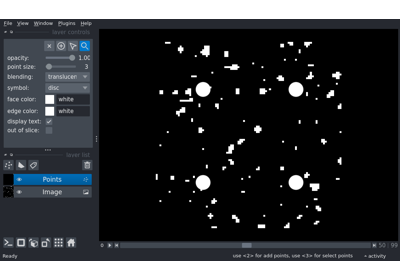 File View Window Plugins Help
layer controls
opacity: 1.00
point size: 3
blending: translucen
symbol: disc
face color: white
edge color: white
display text:
out of slice:
layer list
Points
Image
0 50 99
Ready use <2> for add points, use <3> for select points activity